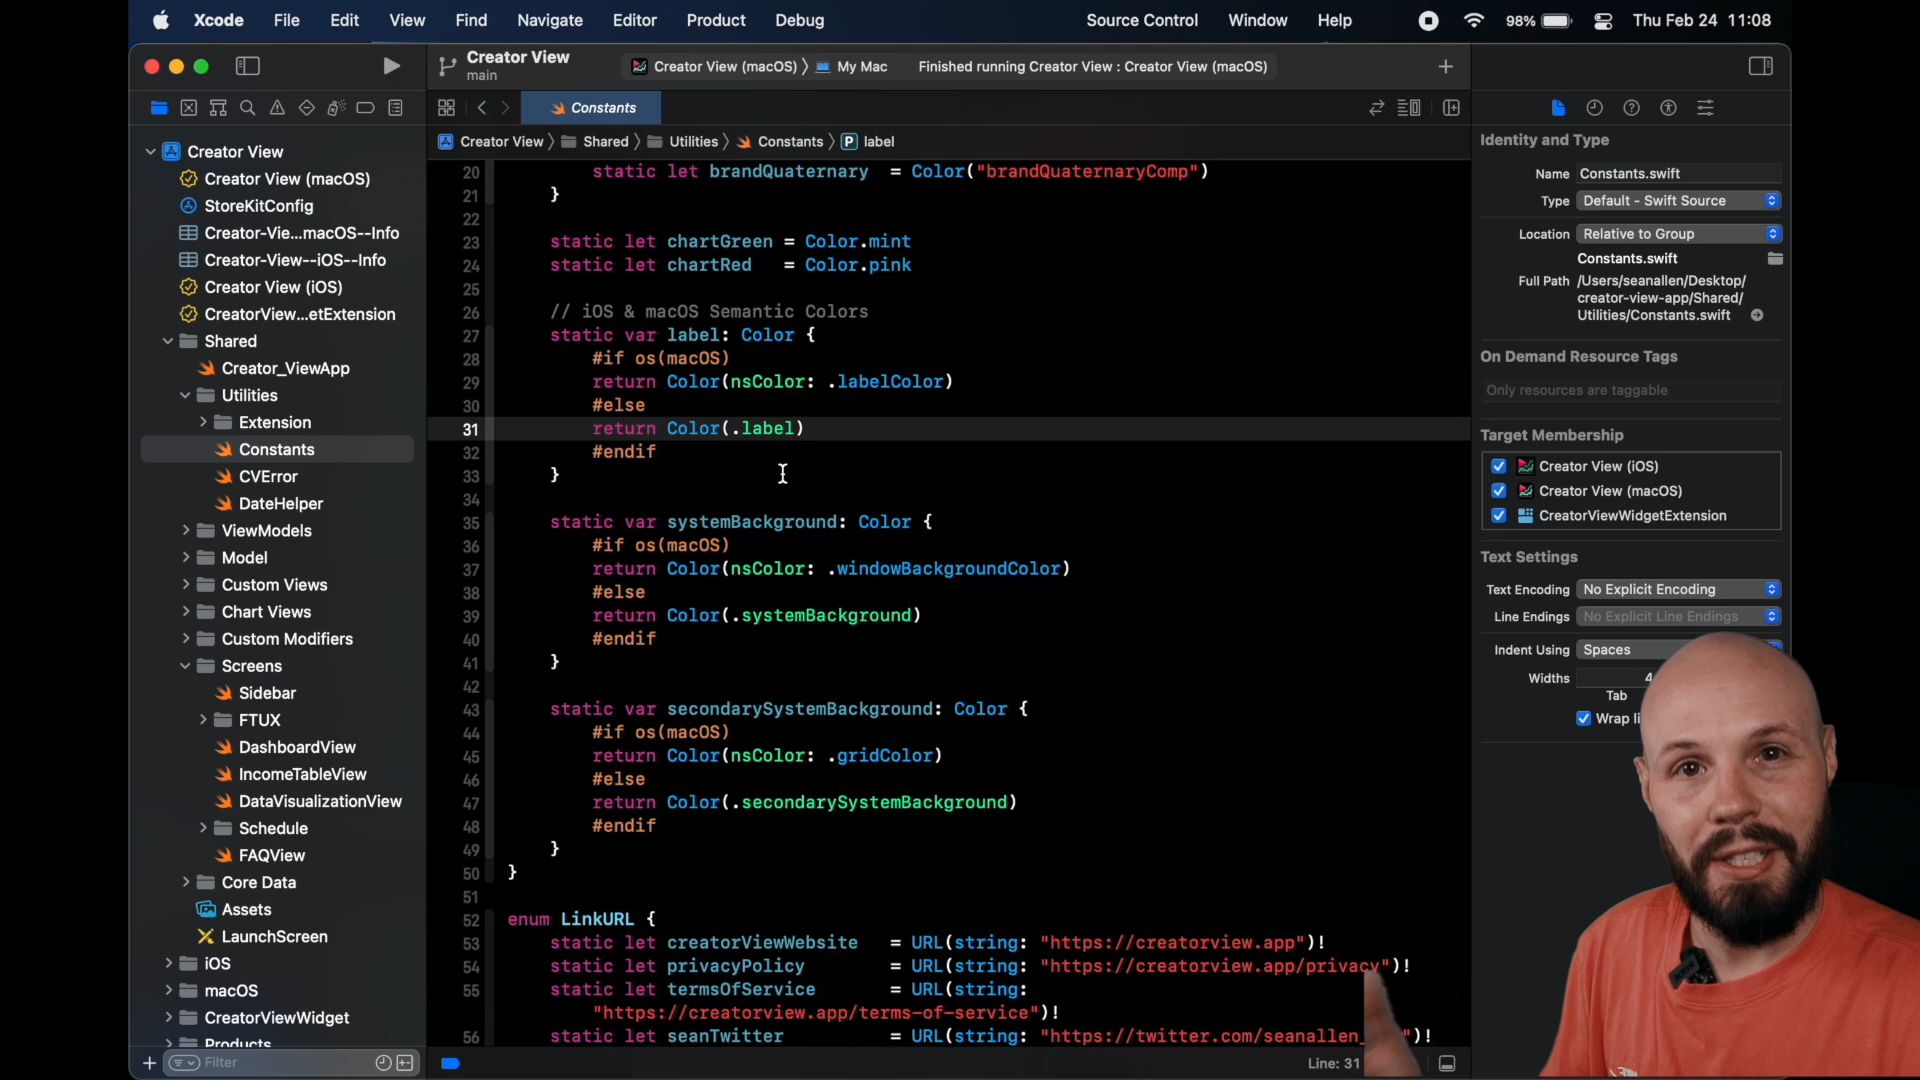 Xcode File Edit View Find Navigate Editor Product Debug Source Control Window Help 98% Thu Feb 24 11:08
Creator View
main
Creator View (macOS) 〉 My Mac Finished running Creator View : Creator View (macOS)
Constants
Creator View 〉 Shared 〉 Utilities 〉 Constants 〉 P label
Creator View
Creator View (macOS)
StoreKitConfig
Creator-Vie...macOS--Info
Creator-View--iOS--Info
Creator View (iOS)
CreatorView...etExtension
Shared
Creator_ViewApp
Utilities
Extension
Constants
CVError
DateHelper
ViewModels
Model
Custom Views
Chart Views
Custom Modifiers
Screens
Sidebar
FTUX
DashboardView
IncomeTableView
DataVisualizationView
Schedule
FAQView
Core Data
Assets
LaunchScreen
iOS
macOS
CreatorViewWidget
Products
Filter
20 static let brandQuaternary = Color("brandQuaternaryComp")
21 }
22
23 static let chartGreen = Color.mint
24 static let chartRed = Color.pink
25
26 // iOS & macOS Semantic Colors
27 static var label: Color {
28 #if os(macOS)
29 return Color(nsColor: .labelColor)
30 #else
31 return Color(.label)
32 #endif
33 }
34
35 static var systemBackground: Color {
36 #if os(macOS)
37 return Color(nsColor: .windowBackgroundColor)
38 #else
39 return Color(.systemBackground)
40 #endif
41 }
42
43 static var secondarySystemBackground: Color {
44 #if os(macOS)
45 return Color(nsColor: .gridColor)
46 #else
47 return Color(.secondarySystemBackground)
48 #endif
49 }
50 }
51
52 enum LinkURL {
53 static let creatorViewWebsite = URL(string: "https://creatorview.app")!
54 static let privacyPolicy = URL(string: "https://creatorview.app/privacy")!
55 static let termsOfService = URL(string:
"https://creatorview.app/terms-of-service")!
56 static let seanTwitter = URL(string: "https://twitter.com/seanallen_ ")!
Line: 31
Identity and Type
Name Constants.swift
Type Default - Swift Source
Location Relative to Group
Constants.swift
Full Path /Users/seanallen/Desktop/
creator-view-app/Shared/
Utilities/Constants.swift
On Demand Resource Tags
Only resources are taggable
Target Membership
Creator View (iOS)
Creator View (macOS)
CreatorViewWidgetExtension
Text Settings
Text Encoding No Explicit Encoding
Line Endings No Explicit Line Endings
Indent Using Spaces
Widths 4
Tab
Wrap li